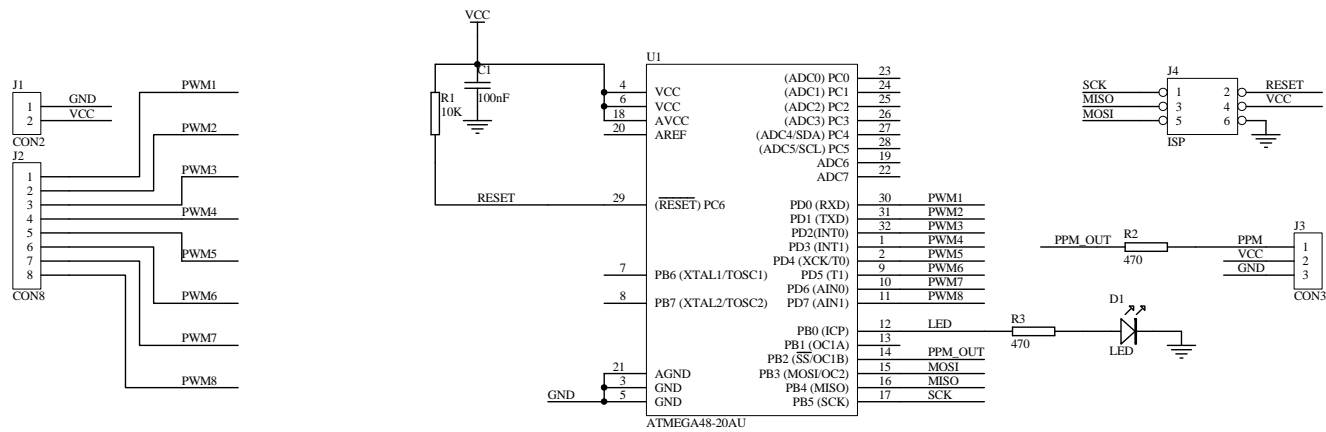 VCC
J1
1
GND
2
VCC
CON2
J2
1
2
3
4
5
6
7
8
CON8
PWM1
PWM2
PWM3
PWM4
PWM5
PWM6
PWM7
PWM8
R1
10K
C1
100nF
RESET
GND
U1
4 VCC
6 VCC
18 AVCC
20 AREF
29 (RESET) PC6
7 PB6 (XTAL1/TOSC1)
8 PB7 (XTAL2/TOSC2)
21 AGND
3 GND
5 GND
(ADC0) PC0 23
(ADC1) PC1 24
(ADC2) PC2 25
(ADC3) PC3 26
(ADC4/SDA) PC4 27
(ADC5/SCL) PC5 28
ADC6 19
ADC7 22
PD0 (RXD) 30 PWM1
PD1 (TXD) 31 PWM2
PD2(INT0) 32 PWM3
PD3 (INT1) 1 PWM4
PD4 (XCK/T0) 2 PWM5
PD5 (T1) 9 PWM6
PD6 (AIN0) 10 PWM7
PD7 (AIN1) 11 PWM8
PB0 (ICP) 12 LED
PB1 (OC1A) 13
PB2 (SS/OC1B) 14 PPM_OUT
PB3 (MOSI/OC2) 15 MOSI
PB4 (MISO) 16 MISO
PB5 (SCK) 17 SCK
ATMEGA48-20AU
R3
470
D1
LED
J4
SCK 1 2 RESET
MISO 3 4 VCC
MOSI 5 6
ISP
PPM_OUT
R2
470
J3
PPM 1
VCC 2
GND 3
CON3